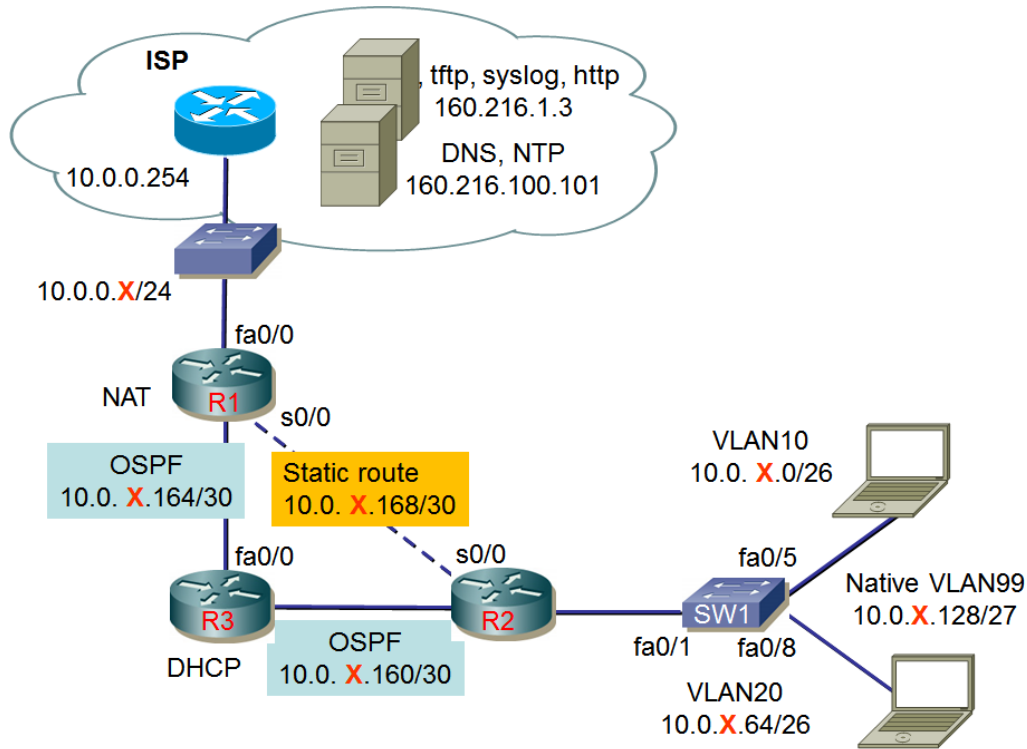 ISP
, tftp, syslog, http
160.216.1.3
DNS, NTP
160.216.100.101
10.0.0.254
10.0.0.X/24
fa0/0
NAT
R1
s0/0
OSPF
10.0. X.164/30
Static route
10.0. X.168/30
VLAN10
10.0. X.0/26
fa0/0
s0/0
fa0/5
R3
R2
SW1
Native VLAN99
10.0.X.128/27
DHCP
OSPF
10.0. X.160/30
fa0/1
fa0/8
VLAN20
10.0.X.64/26